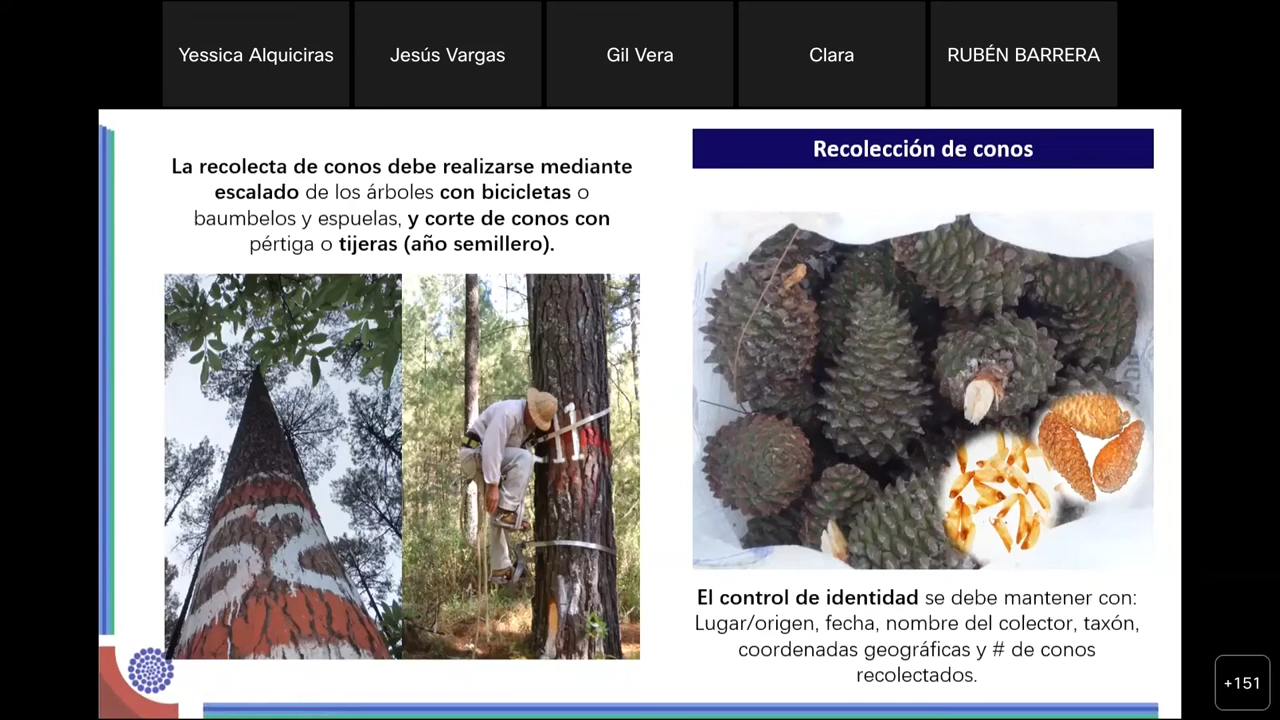 Yessica Alquiciras
Jesús Vargas
Gil Vera
Clara
RUBÉN BARRERA
La recolecta de conos debe realizarse mediante
escalado de los árboles con bicicletas o
baumbelos y espuelas, y corte de conos con
pértiga o tijeras (año semillero).
Recolección de conos
32
11
El control de identidad se debe mantener con:
Lugar/origen, fecha, nombre del colector, taxón,
coordenadas geográficas y # de conos
recolectados.
+151